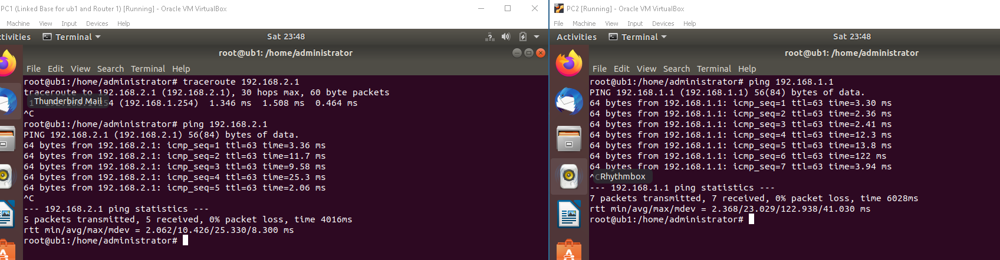 PC1 (Linked Base for ub1 and Router 1) [Running] - Oracle VM VirtualBox
Machine View Input Devices Help
tivities Terminal Sat 23:48
root@ub1: /home/administrator
File Edit View Search Terminal Help
root@ub1:/home/administrator# traceroute 192.168.2.1
traceroute to 192.168.2.1 (192.168.2.1), 30 hops max, 60 byte packets
(192.168.1.254) 1.346 ms 1.508 ms 0.464 ms
Thunderbird Mail
^C
root@ub1:/home/administrator# ping 192.168.2.1
PING 192.168.2.1 (192.168.2.1) 56(84) bytes of data.
64 bytes from 192.168.2.1: icmp_seq=1 ttl=63 time=3.36 ms
64 bytes from 192.168.2.1: icmp_seq=2 ttl=63 time=11.7 ms
64 bytes from 192.168.2.1: icmp_seq=3 ttl=63 time=9.58 ms
64 bytes from 192.168.2.1: icmp_seq=4 ttl=63 time=25.3 ms
64 bytes from 192.168.2.1: icmp_seq=5 ttl=63 time=2.06 ms
^C
--- 192.168.2.1 ping statistics ---
5 packets transmitted, 5 received, 0% packet loss, time 4016ms
rtt min/avg/max/mdev = 2.062/10.426/25.330/8.300 ms
root@ub1:/home/administrator#
PC2 [Running] - Oracle VM VirtualBox
File Machine View Input Devices Help
Activities Terminal Sat 23:48
root@ub1: /home/administrator
File Edit View Search Terminal Help
root@ub1:/home/administrator# ping 192.168.1.1
PING 192.168.1.1 (192.168.1.1) 56(84) bytes of data.
64 bytes from 192.168.1.1: icmp_seq=1 ttl=63 time=3.30 ms
64 bytes from 192.168.1.1: icmp_seq=2 ttl=63 time=2.36 ms
64 bytes from 192.168.1.1: icmp_seq=3 ttl=63 time=2.41 ms
64 bytes from 192.168.1.1: icmp_seq=4 ttl=63 time=12.3 ms
64 bytes from 192.168.1.1: icmp_seq=5 ttl=63 time=13.8 ms
64 bytes from 192.168.1.1: icmp_seq=6 ttl=63 time=122 ms
64 bytes from 192.168.1.1: icmp_seq=7 ttl=63 time=3.94 ms
^C
Rhythmbox
--- 192.168.1.1 ping statistics ---
7 packets transmitted, 7 received, 0% packet loss, time 6028ms
rtt min/avg/max/mdev = 2.368/23.029/122.938/41.030 ms
root@ub1:/home/administrator#